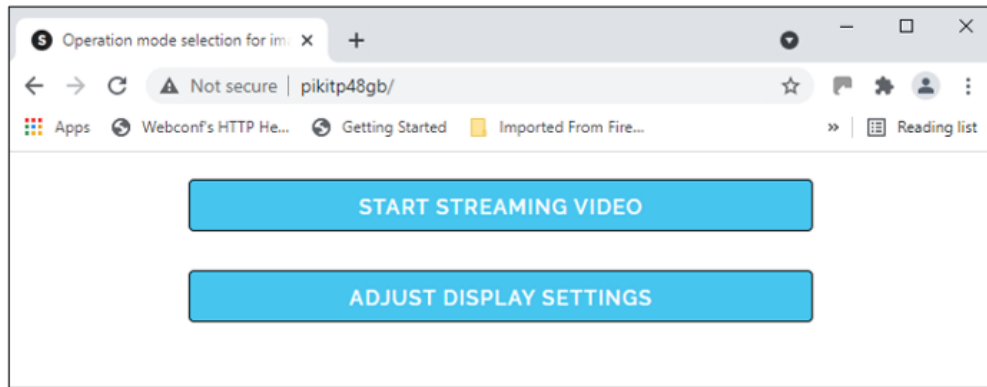 S Operation mode selection for im
Not secure | pikitp48gb/
Apps Webconf's HTTP He... Getting Started Imported From Fire... » Reading list
START STREAMING VIDEO
ADJUST DISPLAY SETTINGS